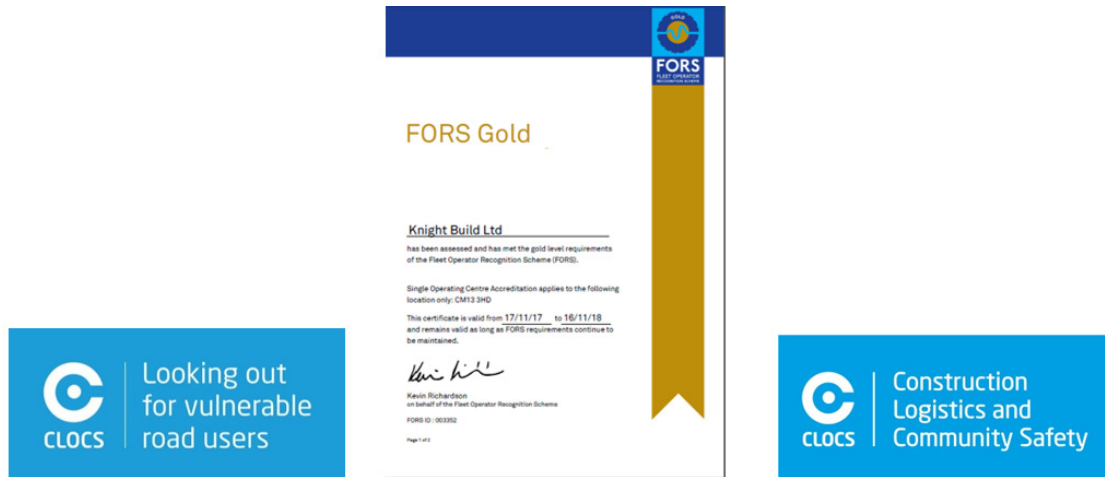 GOLD
FORS
FLEET OPERATOR
RECOGNITION SCHEME
FORS Gold
Knight Build Ltd
has been assessed and has met the gold level requirements
of the Fleet Operator Recognition Scheme (FORS).
Single Operating Centre Accreditation applies to the following
location only: CM13 3HD
This certificate is valid from 17/11/17 to 16/11/18
and remains valid as long as FORS requirements continue to
be maintained.
Kevin Richardson
on behalf of the Fleet Operator Recognition Scheme
FORS ID : 003352
Page 1 of 2
CLOCS
Looking out
for vulnerable
road users
CLOCS
Construction
Logistics and
Community Safety